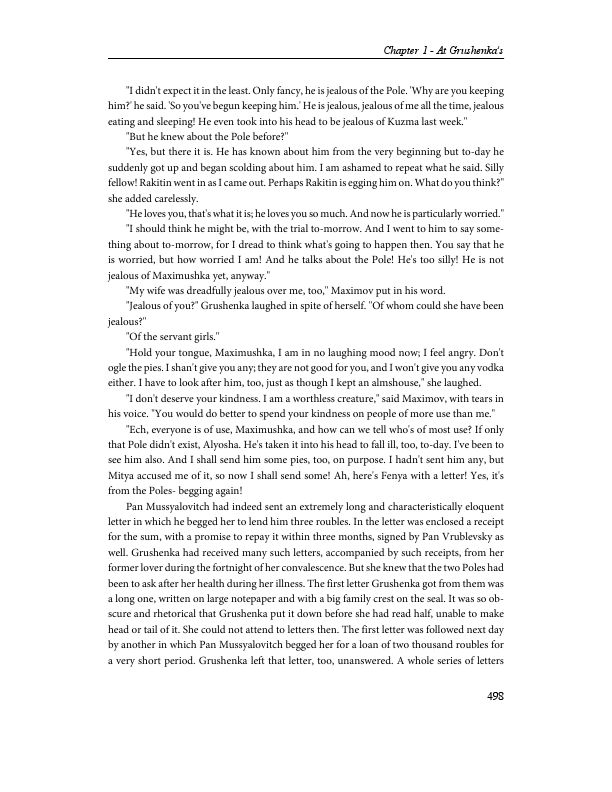 Chapter 1 - At Grushenka's
"I didn't expect it in the least. Only fancy, he is jealous of the Pole. 'Why are you keeping
him?' he said. 'So you've begun keeping him.' He is jealous, jealous of me all the time, jealous
eating and sleeping! He even took into his head to be jealous of Kuzma last week."
"But he knew about the Pole before?"
"Yes, but there it is. He has known about him from the very beginning but to-day he
suddenly got up and began scolding about him. I am ashamed to repeat what he said. Silly
fellow! Rakitin went in as I came out. Perhaps Rakitin is egging him on. What do you think?"
she added carelessly.
"He loves you, that's what it is; he loves you so much. And now he is particularly worried."
"I should think he might be, with the trial to-morrow. And I went to him to say some-
thing about to-morrow, for I dread to think what's going to happen then. You say that he
is worried, but how worried I am! And he talks about the Pole! He's too silly! He is not
jealous of Maximushka yet, anyway."
"My wife was dreadfully jealous over me, too," Maximov put in his word.
"Jealous of you?" Grushenka laughed in spite of herself. "Of whom could she have been
jealous?"
"Of the servant girls."
"Hold your tongue, Maximushka, I am in no laughing mood now; I feel angry. Don't
ogle the pies. I shan't give you any; they are not good for you, and I won't give you any vodka
either. I have to look after him, too, just as though I kept an almshouse," she laughed.
"I don't deserve your kindness. I am a worthless creature," said Maximov, with tears in
his voice. "You would do better to spend your kindness on people of more use than me."
"Ech, everyone is of use, Maximushka, and how can we tell who's of most use? If only
that Pole didn't exist, Alyosha. He's taken it into his head to fall ill, too, to-day. I've been to
see him also. And I shall send him some pies, too, on purpose. I hadn't sent him any, but
Mitya accused me of it, so now I shall send some! Ah, here's Fenya with a letter! Yes, it's
from the Poles- begging again!
Pan Mussyalovitch had indeed sent an extremely long and characteristically eloquent
letter in which he begged her to lend him three roubles. In the letter was enclosed a receipt
for the sum, with a promise to repay it within three months, signed by Pan Vrublevsky as
well. Grushenka had received many such letters, accompanied by such receipts, from her
former lover during the fortnight of her convalescence. But she knew that the two Poles had
been to ask after her health during her illness. The first letter Grushenka got from them was
a long one, written on large notepaper and with a big family crest on the seal. It was so ob-
scure and rhetorical that Grushenka put it down before she had read half, unable to make
head or tail of it. She could not attend to letters then. The first letter was followed next day
by another in which Pan Mussyalovitch begged her for a loan of two thousand roubles for
a very short period. Grushenka left that letter, too, unanswered. A whole series of letters
498